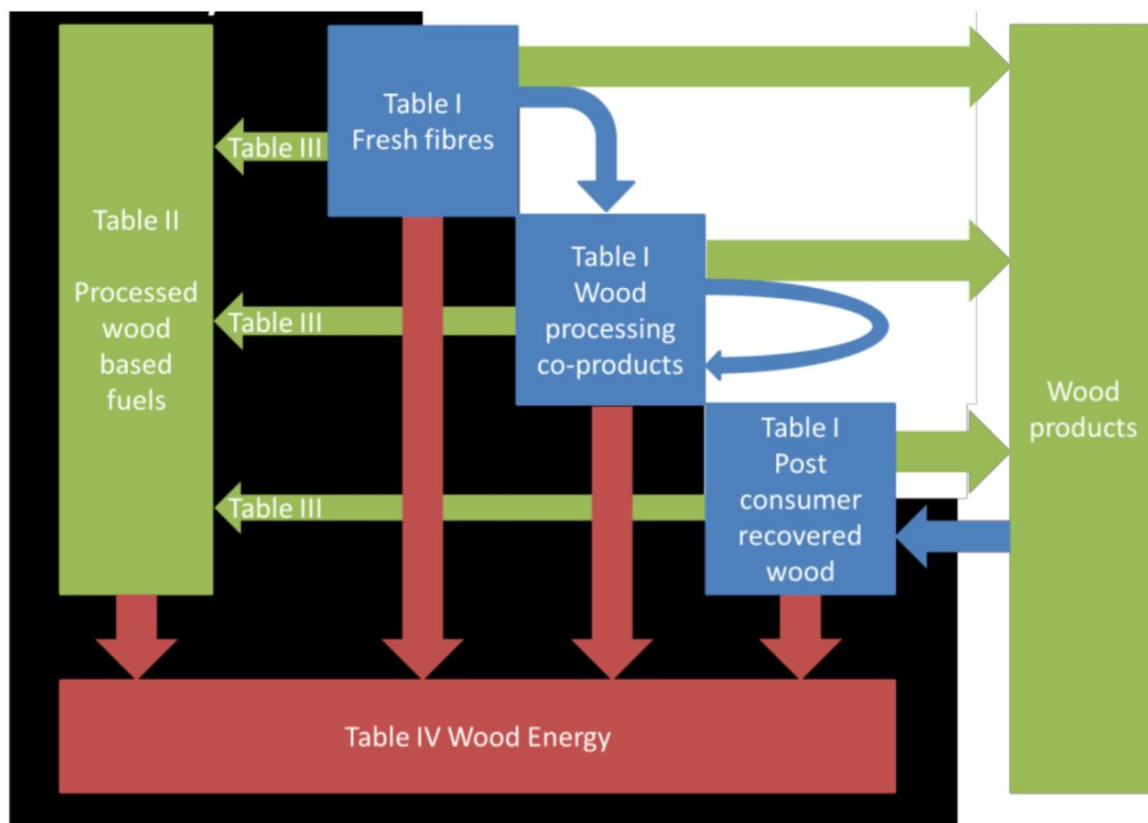 Table I
Fresh fibres
Table III
Table II
Processed
wood
based
fuels
Table I
Wood
processing
co-products
Table III
Wood
products
Table I
Post
consumer
recovered
wood
Table III
Table IV Wood Energy